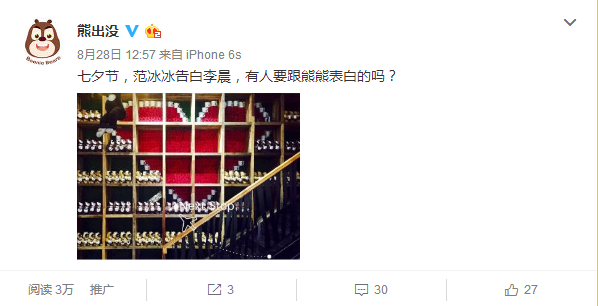 熊出没
8月28日 12:57 来自 iPhone 6s
七夕节，范冰冰告白李晨，有人要跟熊熊表白的吗？
Next Stop,
Boonie Bears
阅读 3万 推广 3 30 27